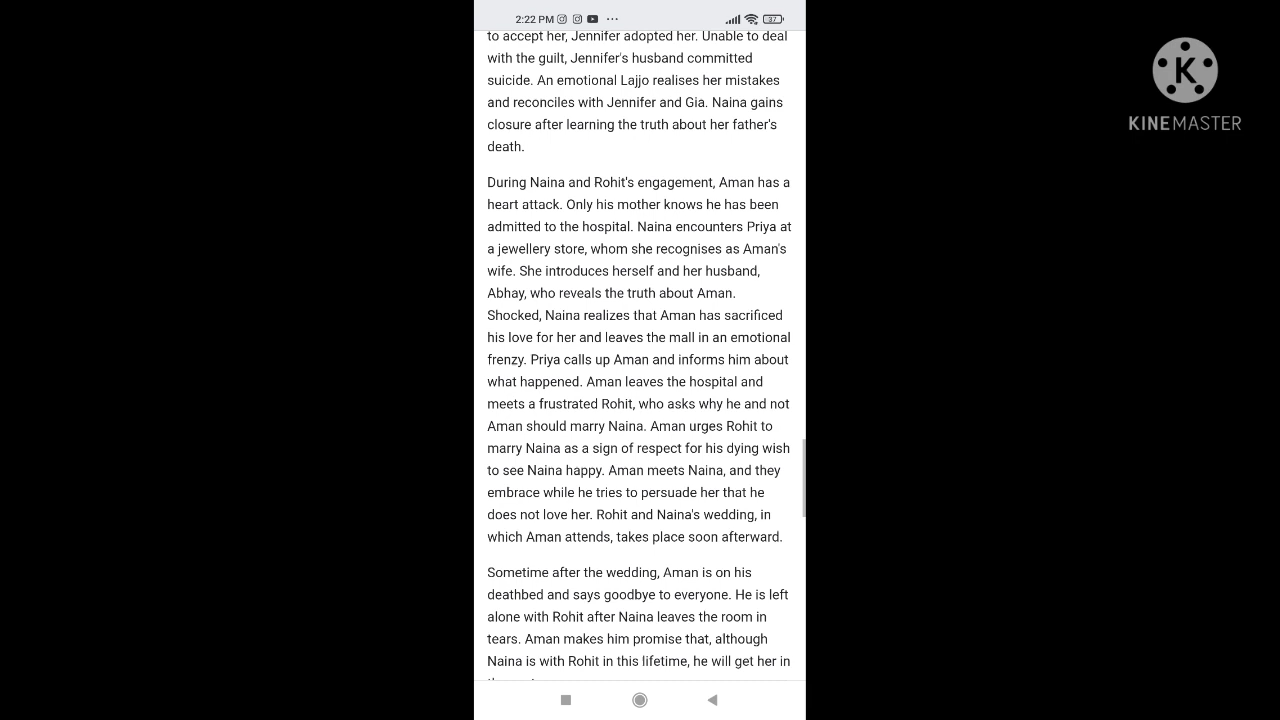 2:22 PM
37
to accept her, Jennifer adopted her. Unable to deal
with the guilt, Jennifer's husband committed
suicide. An emotional Lajjo realises her mistakes
and reconciles with Jennifer and Gia. Naina gains
closure after learning the truth about her father's
death.
During Naina and Rohit's engagement, Aman has a
heart attack. Only his mother knows he has been
admitted to the hospital. Naina encounters Priya at
a jewellery store, whom she recognises as Aman's
wife. She introduces herself and her husband,
Abhay, who reveals the truth about Aman.
Shocked, Naina realizes that Aman has sacrificed
his love for her and leaves the mall in an emotional
frenzy. Priya calls up Aman and informs him about
what happened. Aman leaves the hospital and
meets a frustrated Rohit, who asks why he and not
Aman should marry Naina. Aman urges Rohit to
marry Naina as a sign of respect for his dying wish
to see Naina happy. Aman meets Naina, and they
embrace while he tries to persuade her that he
does not love her. Rohit and Naina's wedding, in
which Aman attends, takes place soon afterward.
Sometime after the wedding, Aman is on his
deathbed and says goodbye to everyone. He is left
alone with Rohit after Naina leaves the room in
tears. Aman makes him promise that, although
Naina is with Rohit in this lifetime, he will get her in
K
KINEMASTER